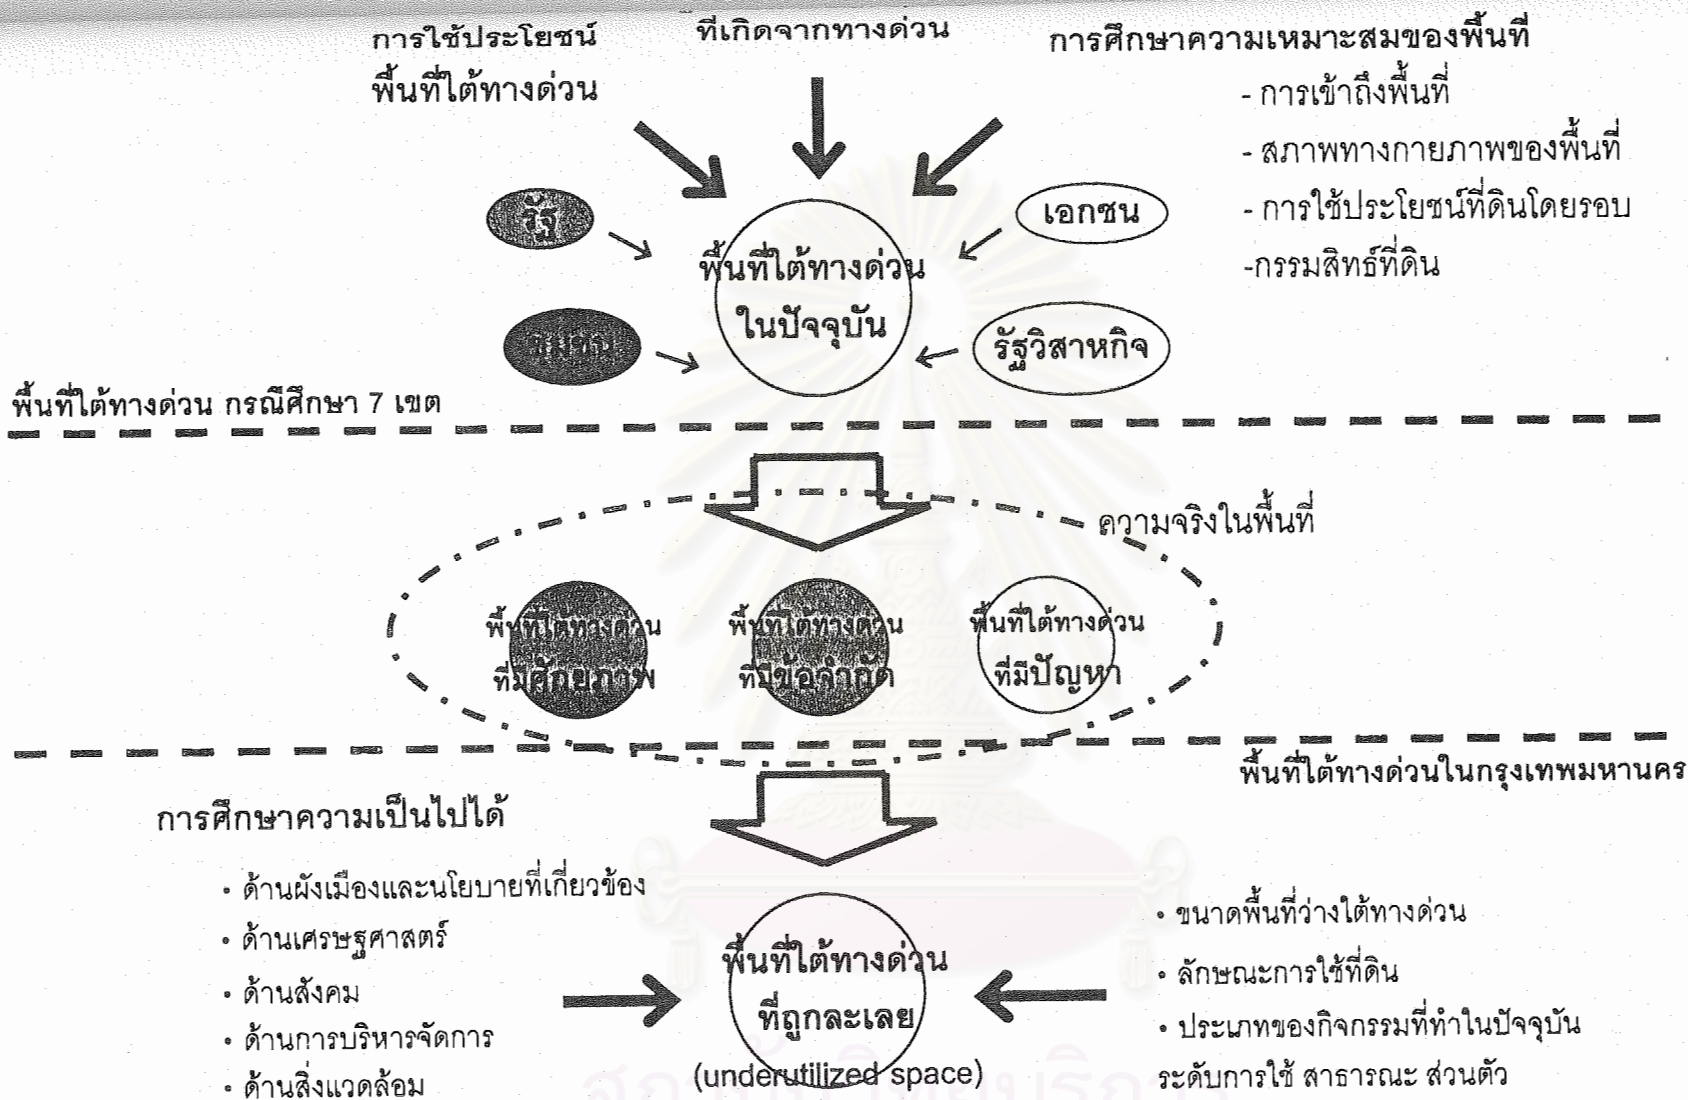 การใช้ประโยชน์
พื้นที่ใต้ทางด่วน
ที่เกิดจากทางด่วน
การศึกษาความเหมาะสมของพื้นที่
- การเข้าถึงพื้นที่
- สภาพทางกายภาพของพื้นที่
- การใช้ประโยชน์ที่ดินโดยรอบ
-กรรมสิทธ์ที่ดิน
รัฐ
เอกชน
พื้นที่ใต้ทางด่วน
ในปัจจุบัน
ชุมชน
รัฐวิสาหกิจ
พื้นที่ใต้ทางด่วน กรณีศึกษา 7 เขต
ความจริงในพื้นที่
พื้นที่ใต้ทางด่วน
ที่มีศักยภาพ
พื้นที่ใต้ทางด่วน
ที่มีข้อจำกัด
พื้นที่ใต้ทางด่วน
ที่มีปัญหา
พื้นที่ใต้ทางด่วนในกรุงเทพมหานคร
การศึกษาความเป็นไปได้
• ด้านผังเมืองและนโยบายที่เกี่ยวข้อง
• ด้านเศรษฐศาสตร์
• ด้านสังคม
• ด้านการบริหารจัดการ
• ด้านสิ่งแวดล้อม
พื้นที่ใต้ทางด่วน
ที่ถูกละเลย
(underutilized space)
• ขนาดพื้นที่ว่างใต้ทางด่วน
• ลักษณะการใช้ที่ดิน
• ประเภทของกิจกรรมที่ทำในปัจจุบัน
ระดับการใช้ สาธารณะ ส่วนตัว